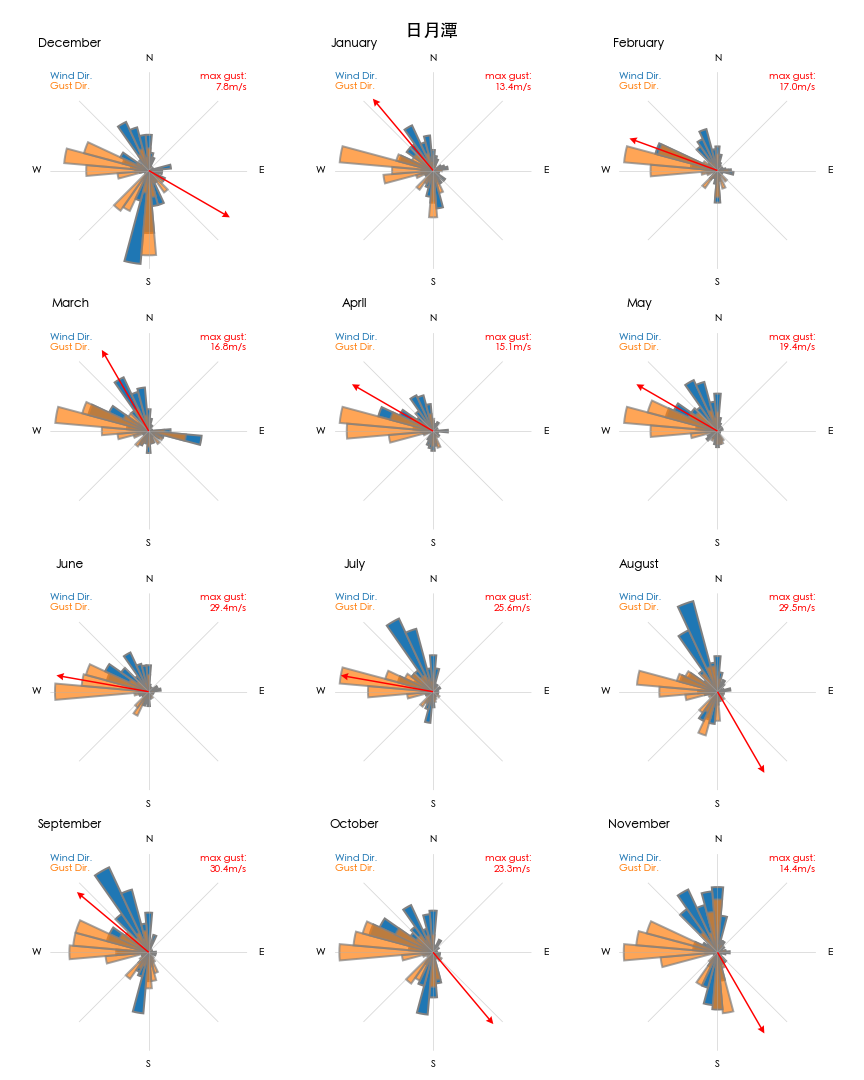 日月潭
December
N
Wind Dir.
Gust Dir.
max gust:
7.8m/s
W
E
S
January
N
Wind Dir.
Gust Dir.
max gust:
13.4m/s
W
E
S
February
N
Wind Dir.
Gust Dir.
max gust:
17.0m/s
W
E
S
March
N
Wind Dir.
Gust Dir.
max gust:
16.8m/s
W
E
S
April
N
Wind Dir.
Gust Dir.
max gust:
15.1m/s
W
E
S
May
N
Wind Dir.
Gust Dir.
max gust:
19.4m/s
W
E
S
June
N
Wind Dir.
Gust Dir.
max gust:
29.4m/s
W
E
S
July
N
Wind Dir.
Gust Dir.
max gust:
25.6m/s
W
E
S
August
N
Wind Dir.
Gust Dir.
max gust:
29.5m/s
W
E
S
September
N
Wind Dir.
Gust Dir.
max gust:
30.4m/s
W
E
S
October
N
Wind Dir.
Gust Dir.
max gust:
23.3m/s
W
E
S
November
N
Wind Dir.
Gust Dir.
max gust:
14.4m/s
W
E
S